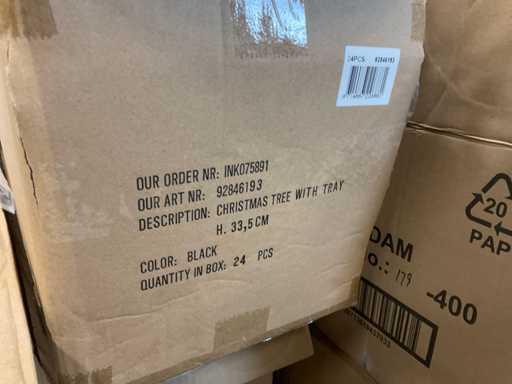 24PCS 92846193
OUR ORDER NR: INK075891
OUR ART NR: 92846193
DESCRIPTION: CHRISTMAS TREE WITH TRAY
H. 33,5CM
COLOR: BLACK
QUANTITY IN BOX: 24 PCS
20
PAP
DAM
o.: 179
-400